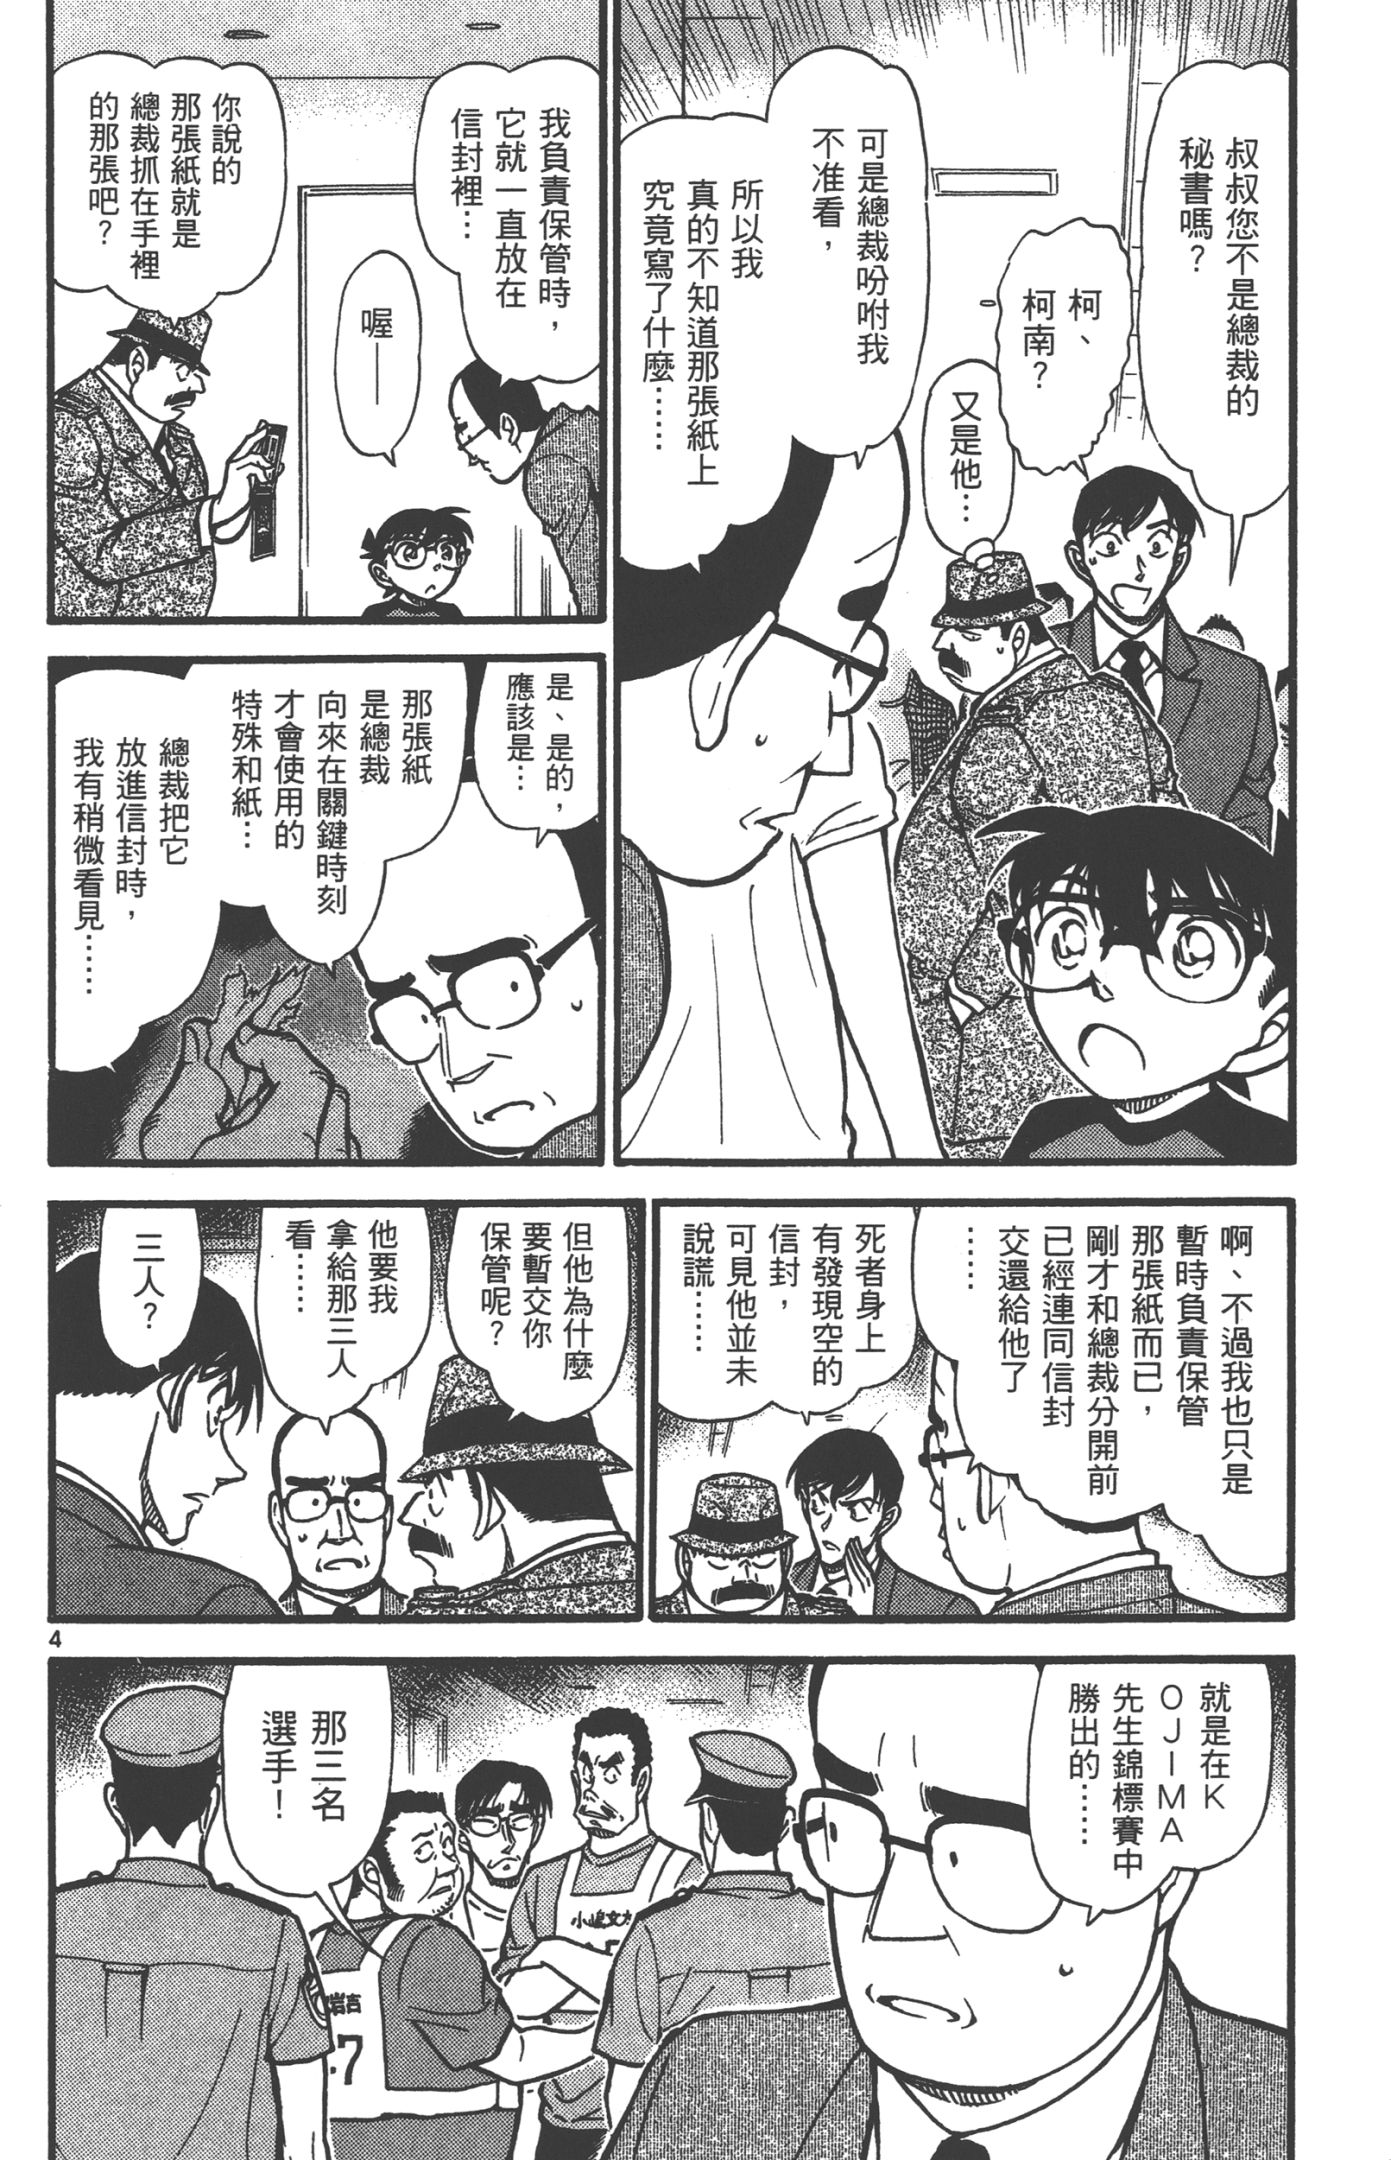 叔叔您不是總裁的
秘書嗎？
柯、
柯南？
又是他…
可是總裁吩咐我
不准看，
所以我
真的不知道那張紙上
究竟寫了什麼……
我負責保管時，
它就一直放在
信封裡…
喔——
你說的
那張紙就是
總裁抓在手裡
的那張吧？
是、是的，
應該是…
那張紙
是總裁
向來在關鍵時刻
才會使用的
特殊和紙…
總裁把它
放進信封時，
我有稍微看見……
啊、不過我也只是
暫時負責保管
那張紙而已，
剛才和總裁分開前
已經連同信封
交還給他了
……
死者身上
有發現空的
信封，
可見他並未
說謊……
但他為什麼
要暫交你
保管呢？
他要我
拿給那三人
看……
三人？
4
就是在K
OJIMA
先生錦標賽中
勝出的……
那三名
選手！
小嶋文太
岩吉
7